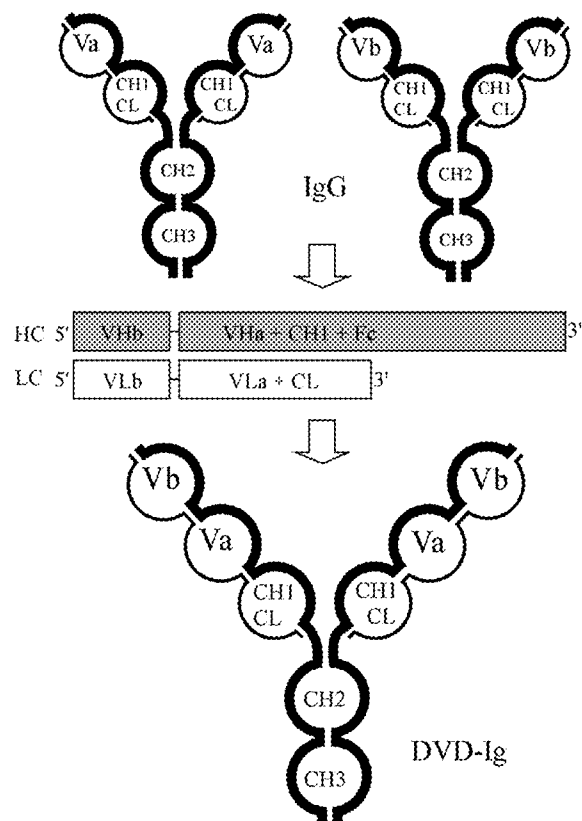 Va Va Vb Vb
CH1 CH1 CH1 CH1
CL CL CL CL
CH2 CH2
IgG
CH3 CH3
HC 5' VHb VHa + CH1 + Fc 3'
LC 5' VLb VLa + CL 3'
Vb Vb
Va Va
CH1 CH1
CL CL
CH2
DVD-Ig
CH3